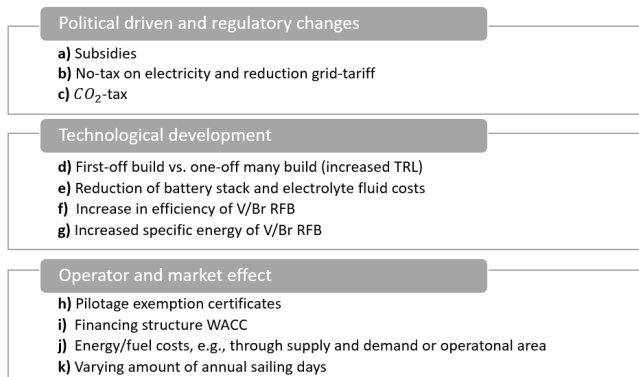 Political driven and regulatory changes
a) Subsidies
b) No-tax on electricity and reduction grid-tariff
c) CO₂-tax
Technological development
d) First-off build vs. one-off many build (increased TRL)
e) Reduction of battery stack and electrolyte fluid costs
f) Increase in efficiency of V/Br RFB
g) Increased specific energy of V/Br RFB
Operator and market effect
h) Pilotage exemption certificates
i) Financing structure WACC
j) Energy/fuel costs, e.g., through supply and demand or operatonal area
k) Varying amount of annual sailing days